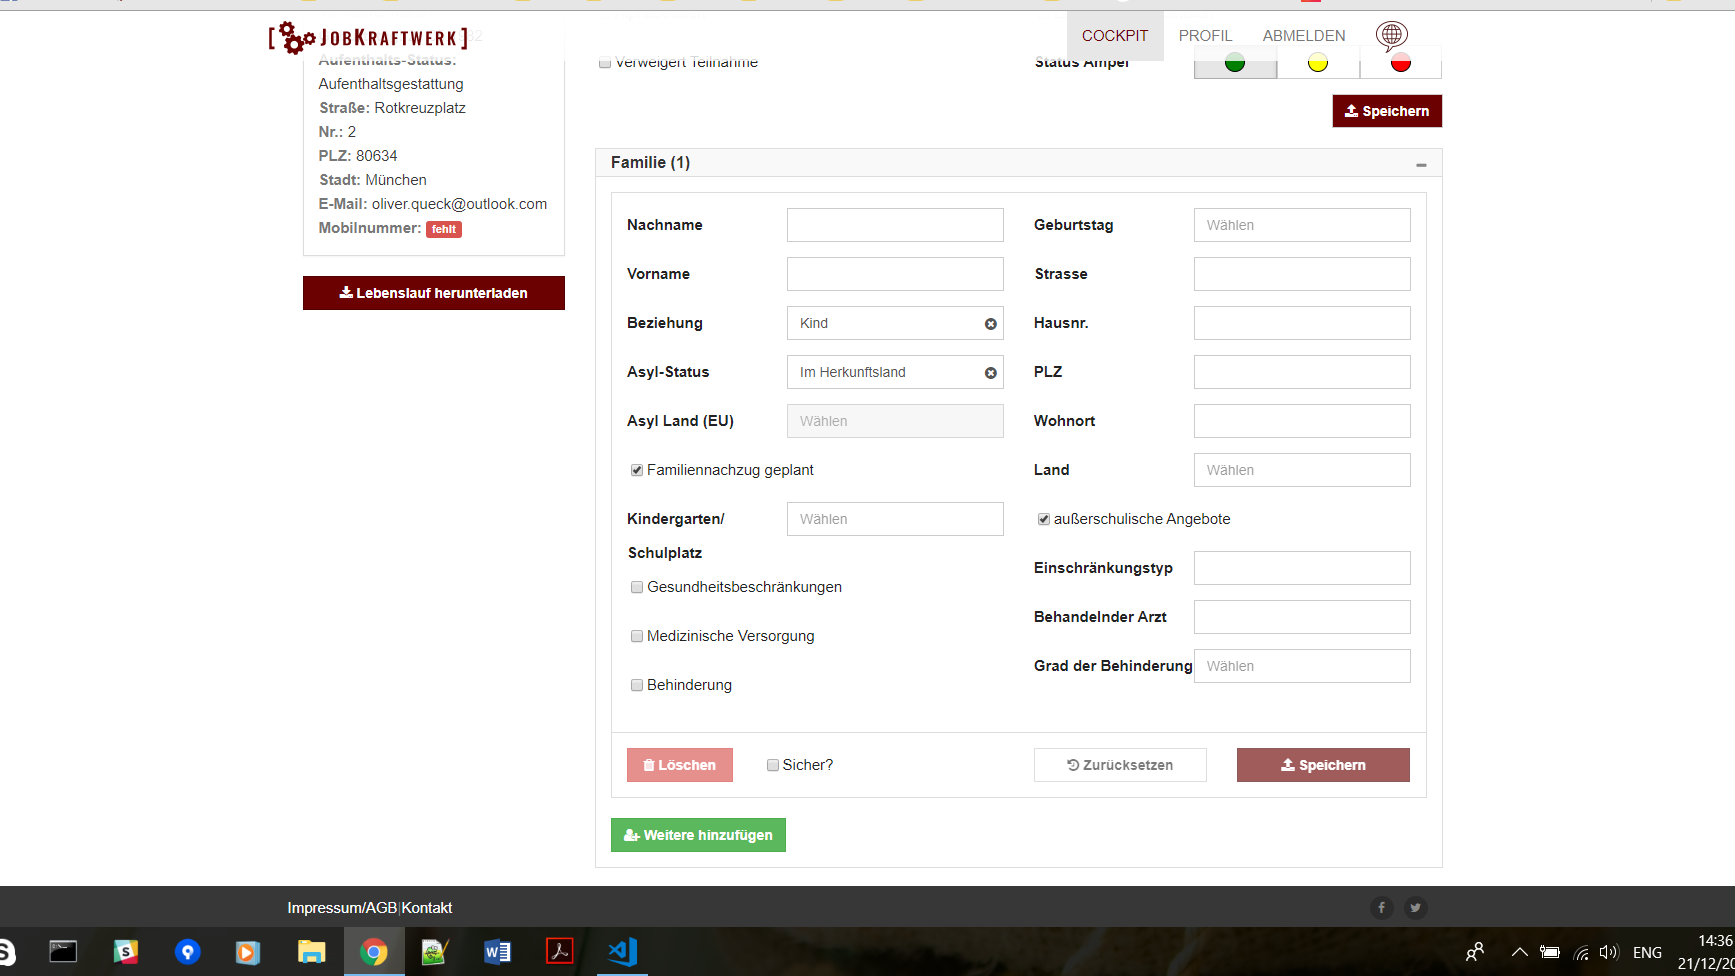 [JOBKRAFTWERK]
COCKPIT
PROFIL
ABMELDEN
Aufenthalts-Status:
Aufenthaltsgestattung
Straße: Rotkreuzplatz
Nr.: 2
PLZ: 80634
Stadt: München
E-Mail: oliver.queck@outlook.com
Mobilnummer: fehlt
Lebenslauf herunterladen
Verweigert Teilnahme
Status Ampel
Speichern
Familie (1)
Nachname
Geburtstag Wählen
Vorname
Strasse
Beziehung Kind
Hausnr.
Asyl-Status Im Herkunftsland
PLZ
Asyl Land (EU) Wählen
Wohnort
Familiennachzug geplant
Land Wählen
Kindergarten/ Wählen
Schulplatz
außerschulische Angebote
Gesundheitsbeschränkungen
Einschränkungstyp
Medizinische Versorgung
Behandelnder Arzt
Behinderung
Grad der Behinderung Wählen
Löschen
Sicher?
Zurücksetzen
Speichern
Weitere hinzufügen
Impressum/AGB|Kontakt
ENG
14:36